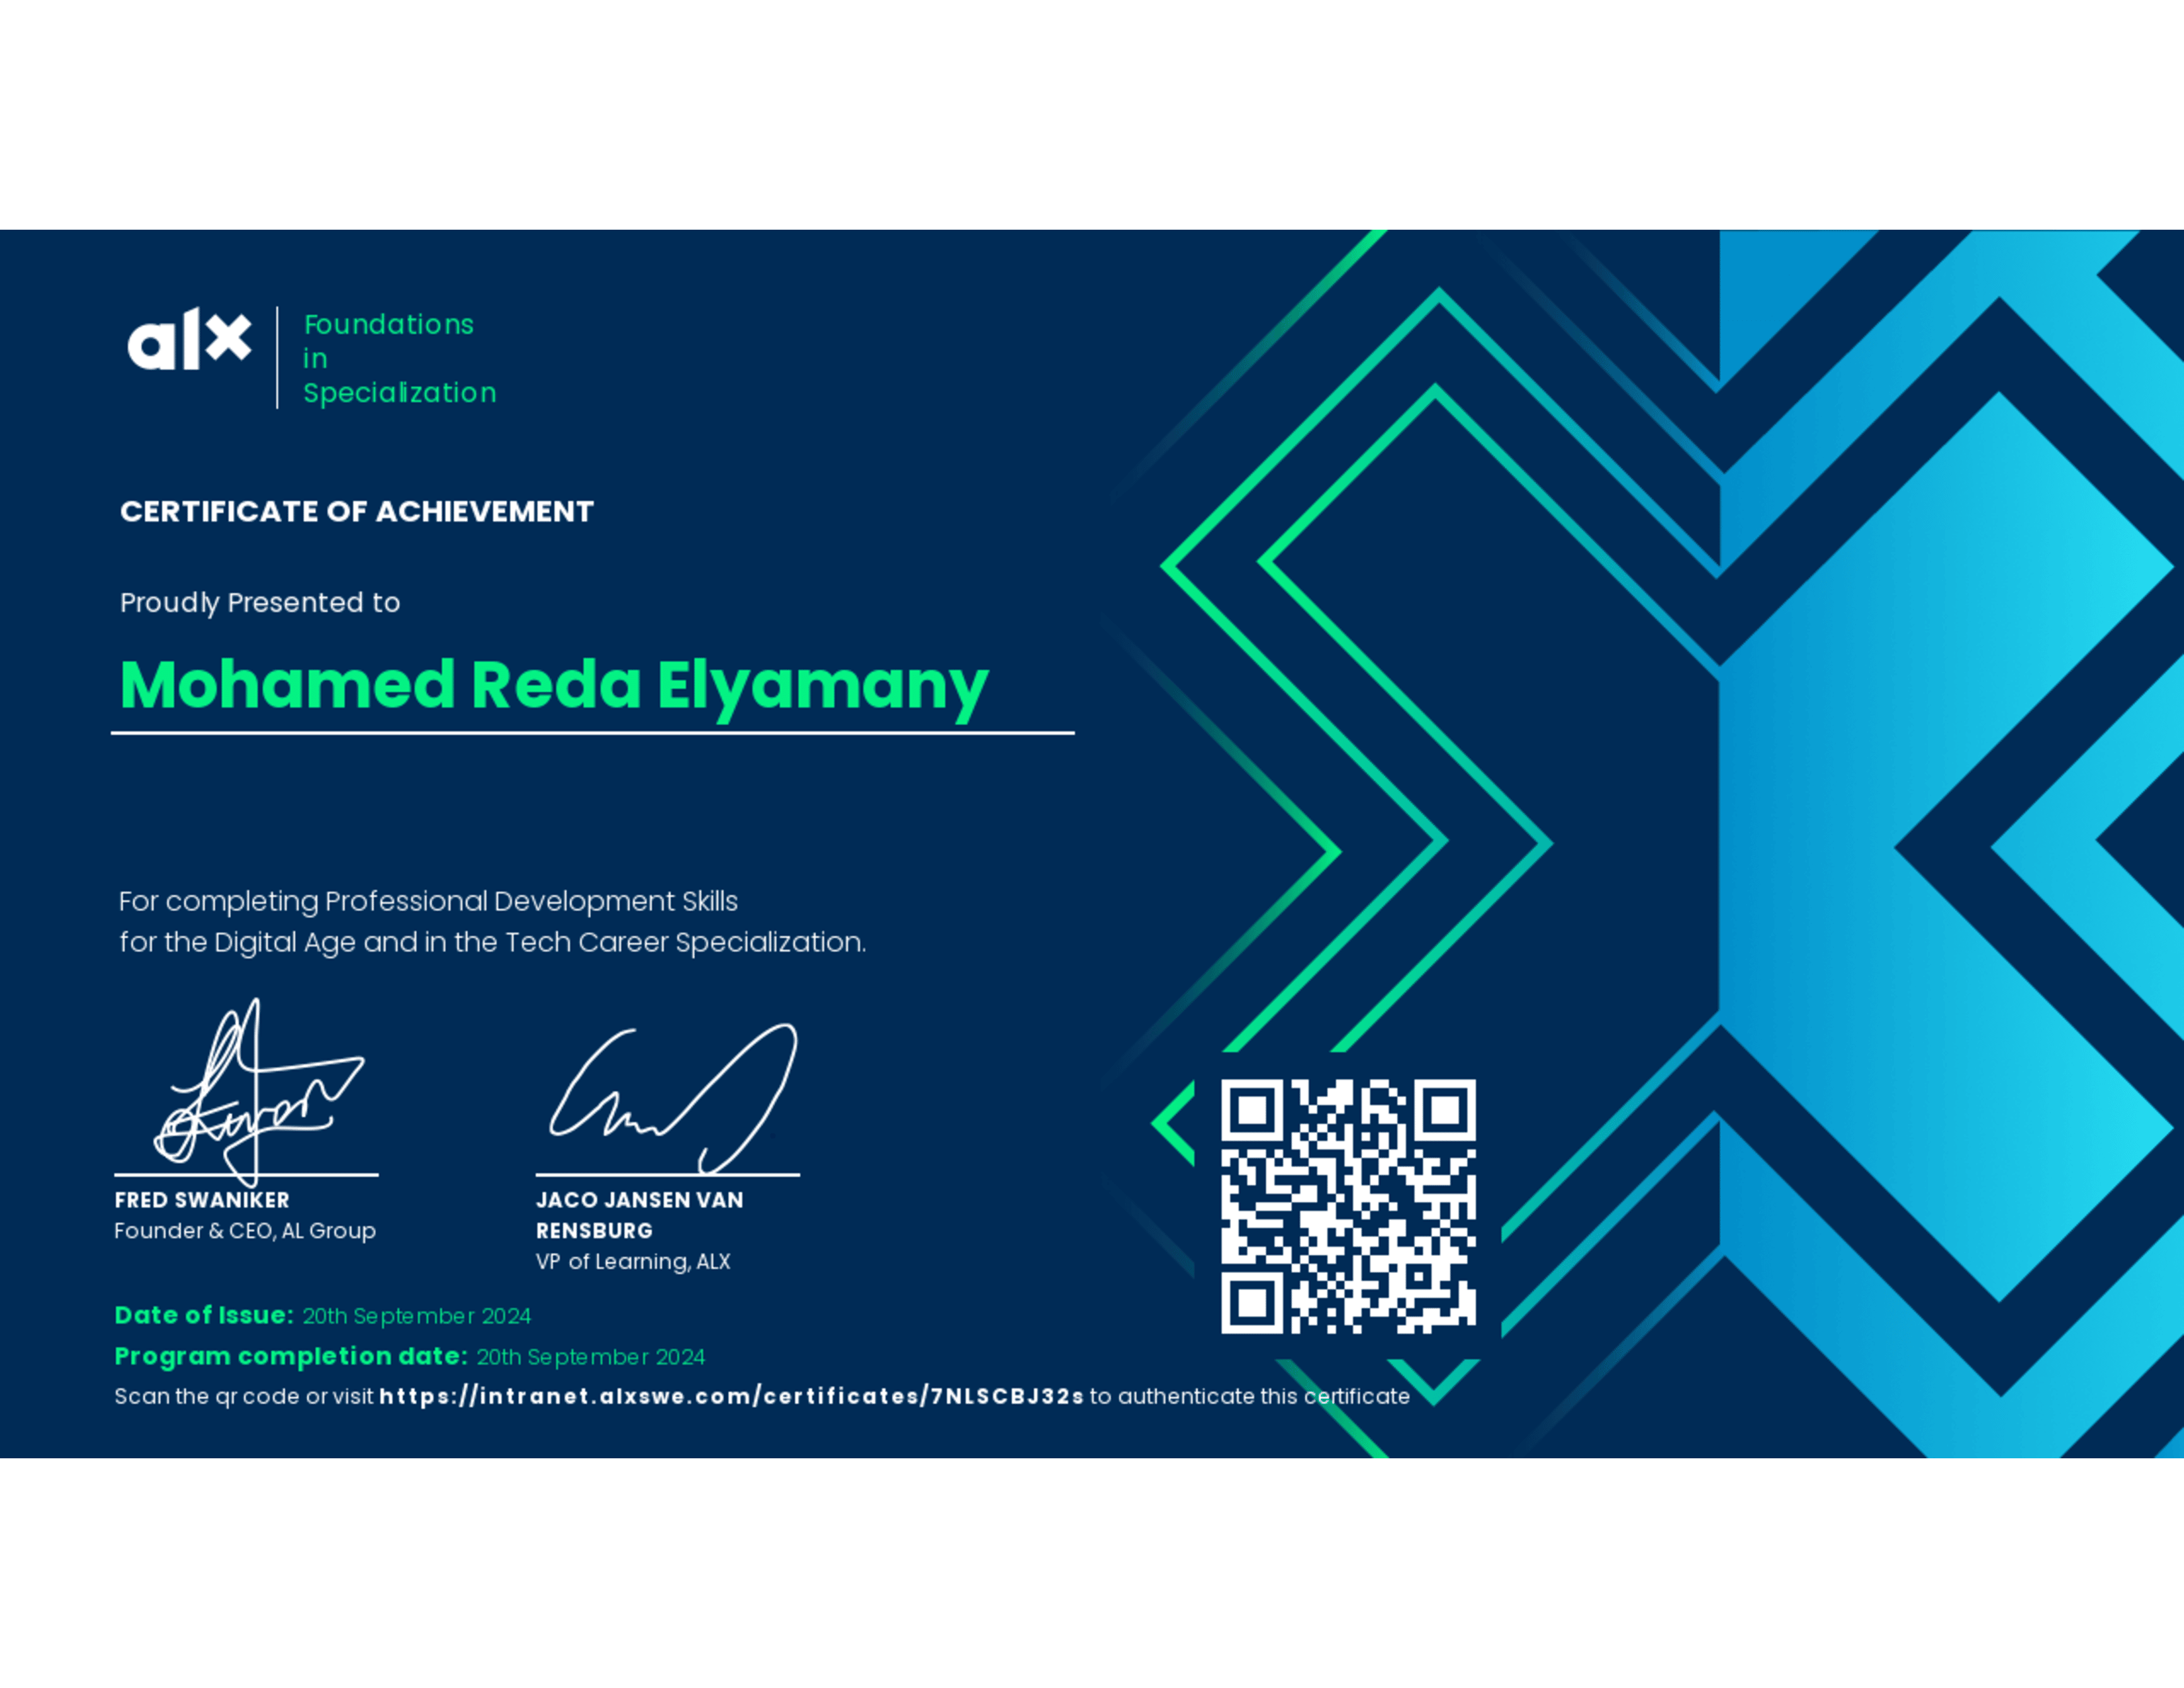 alx
Foundations
in
Specialization
CERTIFICATE OF ACHIEVEMENT
Proudly Presented to
Mohamed Reda Elyamany
For completing Professional Development Skills
for the Digital Age and in the Tech Career Specialization.
FRED SWANIKER
Founder & CEO, AL Group
JACO JANSEN VAN
RENSBURG
VP of Learning, ALX
Date of Issue: 20th September 2024
Program completion date: 20th September 2024
Scan the qr code or visit https://intranet.alxswe.com/certificates/7NLSCBJ32s to authenticate this certificate